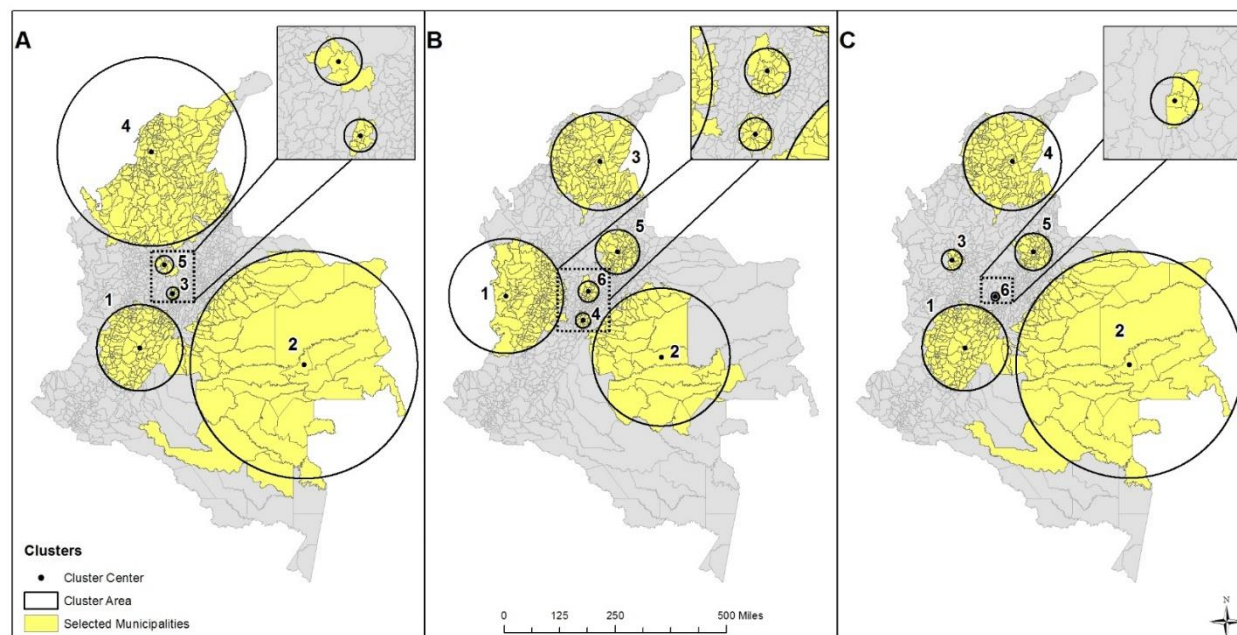 A
4
5
3
1
2
Clusters
Cluster Center
Cluster Area
Selected Municipalities
B
3
5
1
6
4
2
0 125 250 500 Miles
C
4
3
5
6
1
2
N